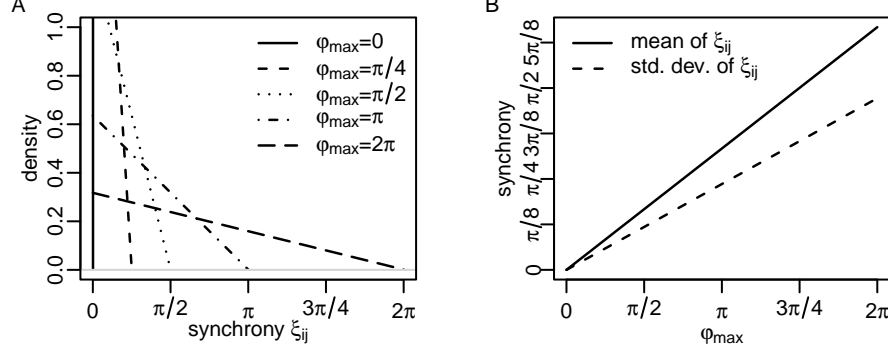 A
density
0.0 0.2 0.4 0.6 0.8 1.0
φmax=0
φmax=π/4
φmax=π/2
φmax=π
φmax=2π
0 π/2 π 3π/4 2π
synchrony ξij
B
synchrony
0 π/8 π/4 3π/8 π/2 5π/8
mean of ξij
std. dev. of ξij
0 π/2 π 3π/4 2π
φmax